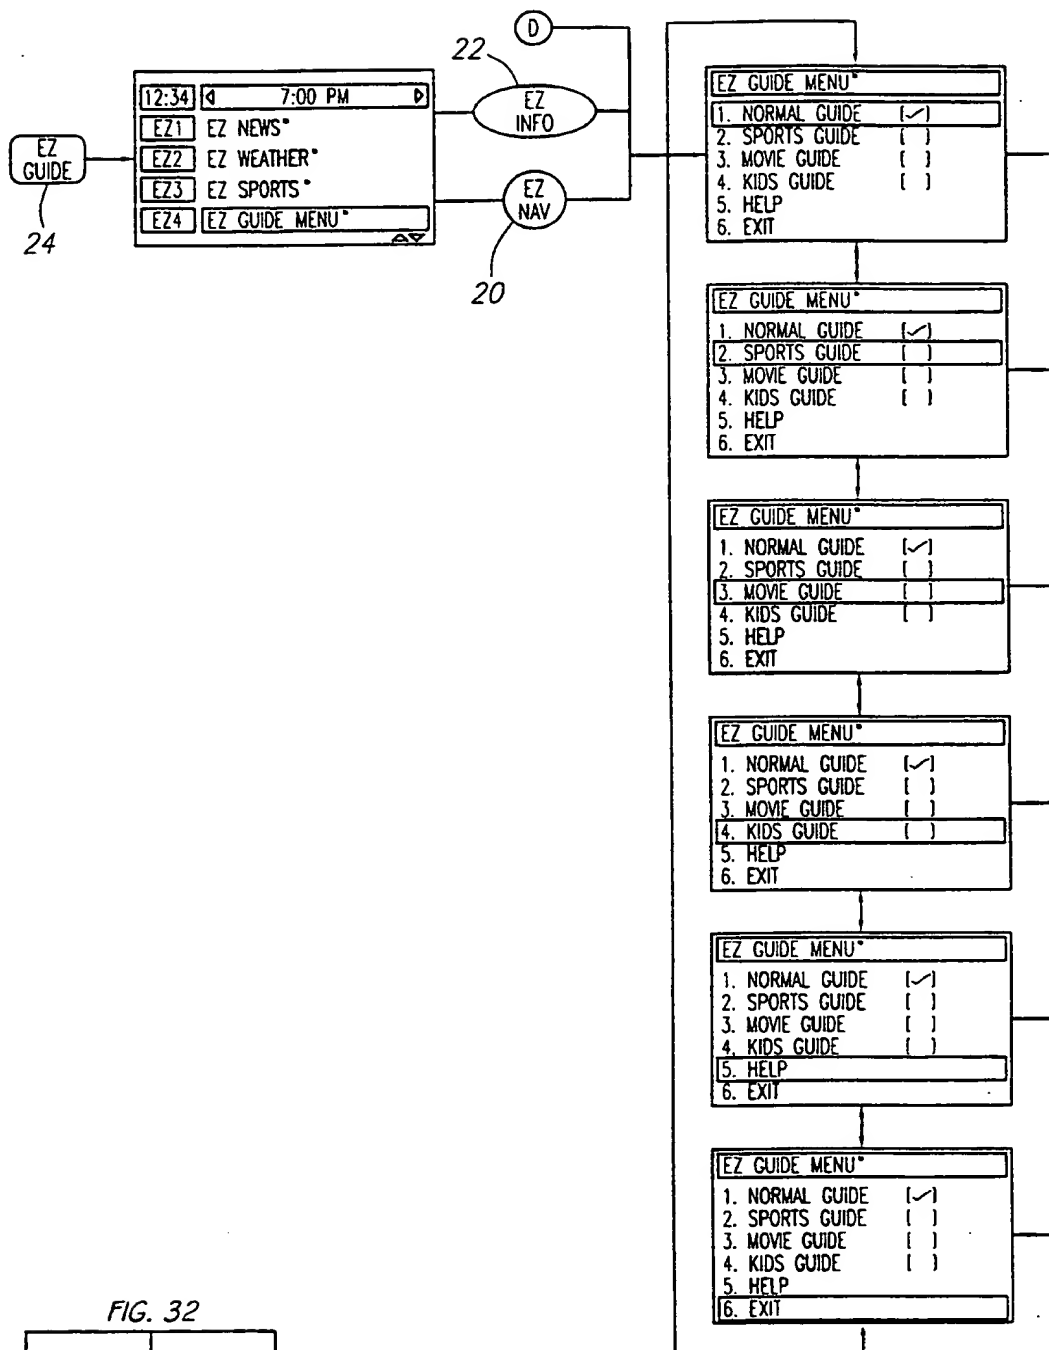 D
22
EZ
INFO
12:34 7:00 PM
EZ1 EZ NEWS
EZ2 EZ WEATHER
EZ3 EZ SPORTS
EZ4 EZ GUIDE MENU
EZ
GUIDE
24
EZ
NAV
20
EZ GUIDE MENU
1. NORMAL GUIDE [✓]
2. SPORTS GUIDE [ ]
3. MOVIE GUIDE [ ]
4. KIDS GUIDE [ ]
5. HELP
6. EXIT
EZ GUIDE MENU
1. NORMAL GUIDE [✓]
2. SPORTS GUIDE [ ]
3. MOVIE GUIDE [ ]
4. KIDS GUIDE [ ]
5. HELP
6. EXIT
EZ GUIDE MENU
1. NORMAL GUIDE [✓]
2. SPORTS GUIDE [ ]
3. MOVIE GUIDE [ ]
4. KIDS GUIDE [ ]
5. HELP
6. EXIT
EZ GUIDE MENU
1. NORMAL GUIDE [✓]
2. SPORTS GUIDE [ ]
3. MOVIE GUIDE [ ]
4. KIDS GUIDE [ ]
5. HELP
6. EXIT
EZ GUIDE MENU
1. NORMAL GUIDE [✓]
2. SPORTS GUIDE [ ]
3. MOVIE GUIDE [ ]
4. KIDS GUIDE [ ]
5. HELP
6. EXIT
EZ GUIDE MENU
1. NORMAL GUIDE [✓]
2. SPORTS GUIDE [ ]
3. MOVIE GUIDE [ ]
4. KIDS GUIDE [ ]
5. HELP
6. EXIT
FIG. 32